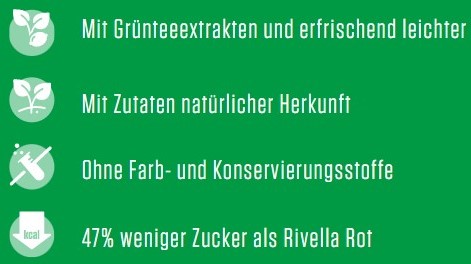 Mit Grünteeextrakten und erfrischend leichter
Mit Zutaten natürlicher Herkunft
Ohne Farb- und Konservierungsstoffe
kcal
47% weniger Zucker als Rivella Rot